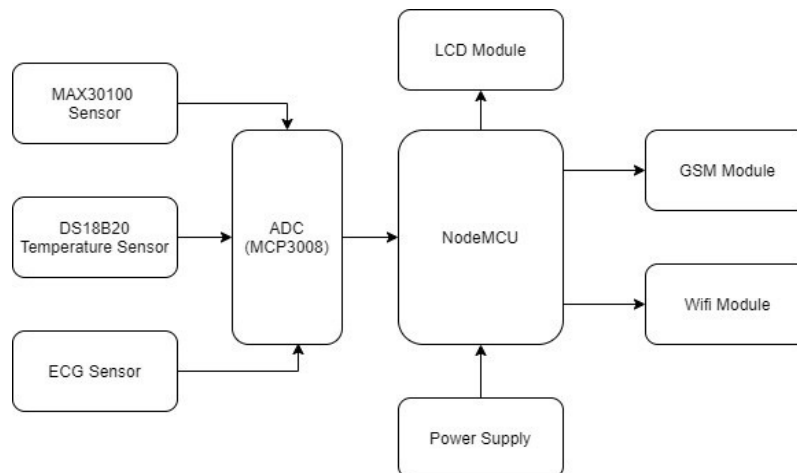 LCD Module
MAX30100
Sensor
DS18B20
Temperature Sensor
ECG Sensor
ADC
(MCP3008)
NodeMCU
GSM Module
Wifi Module
Power Supply